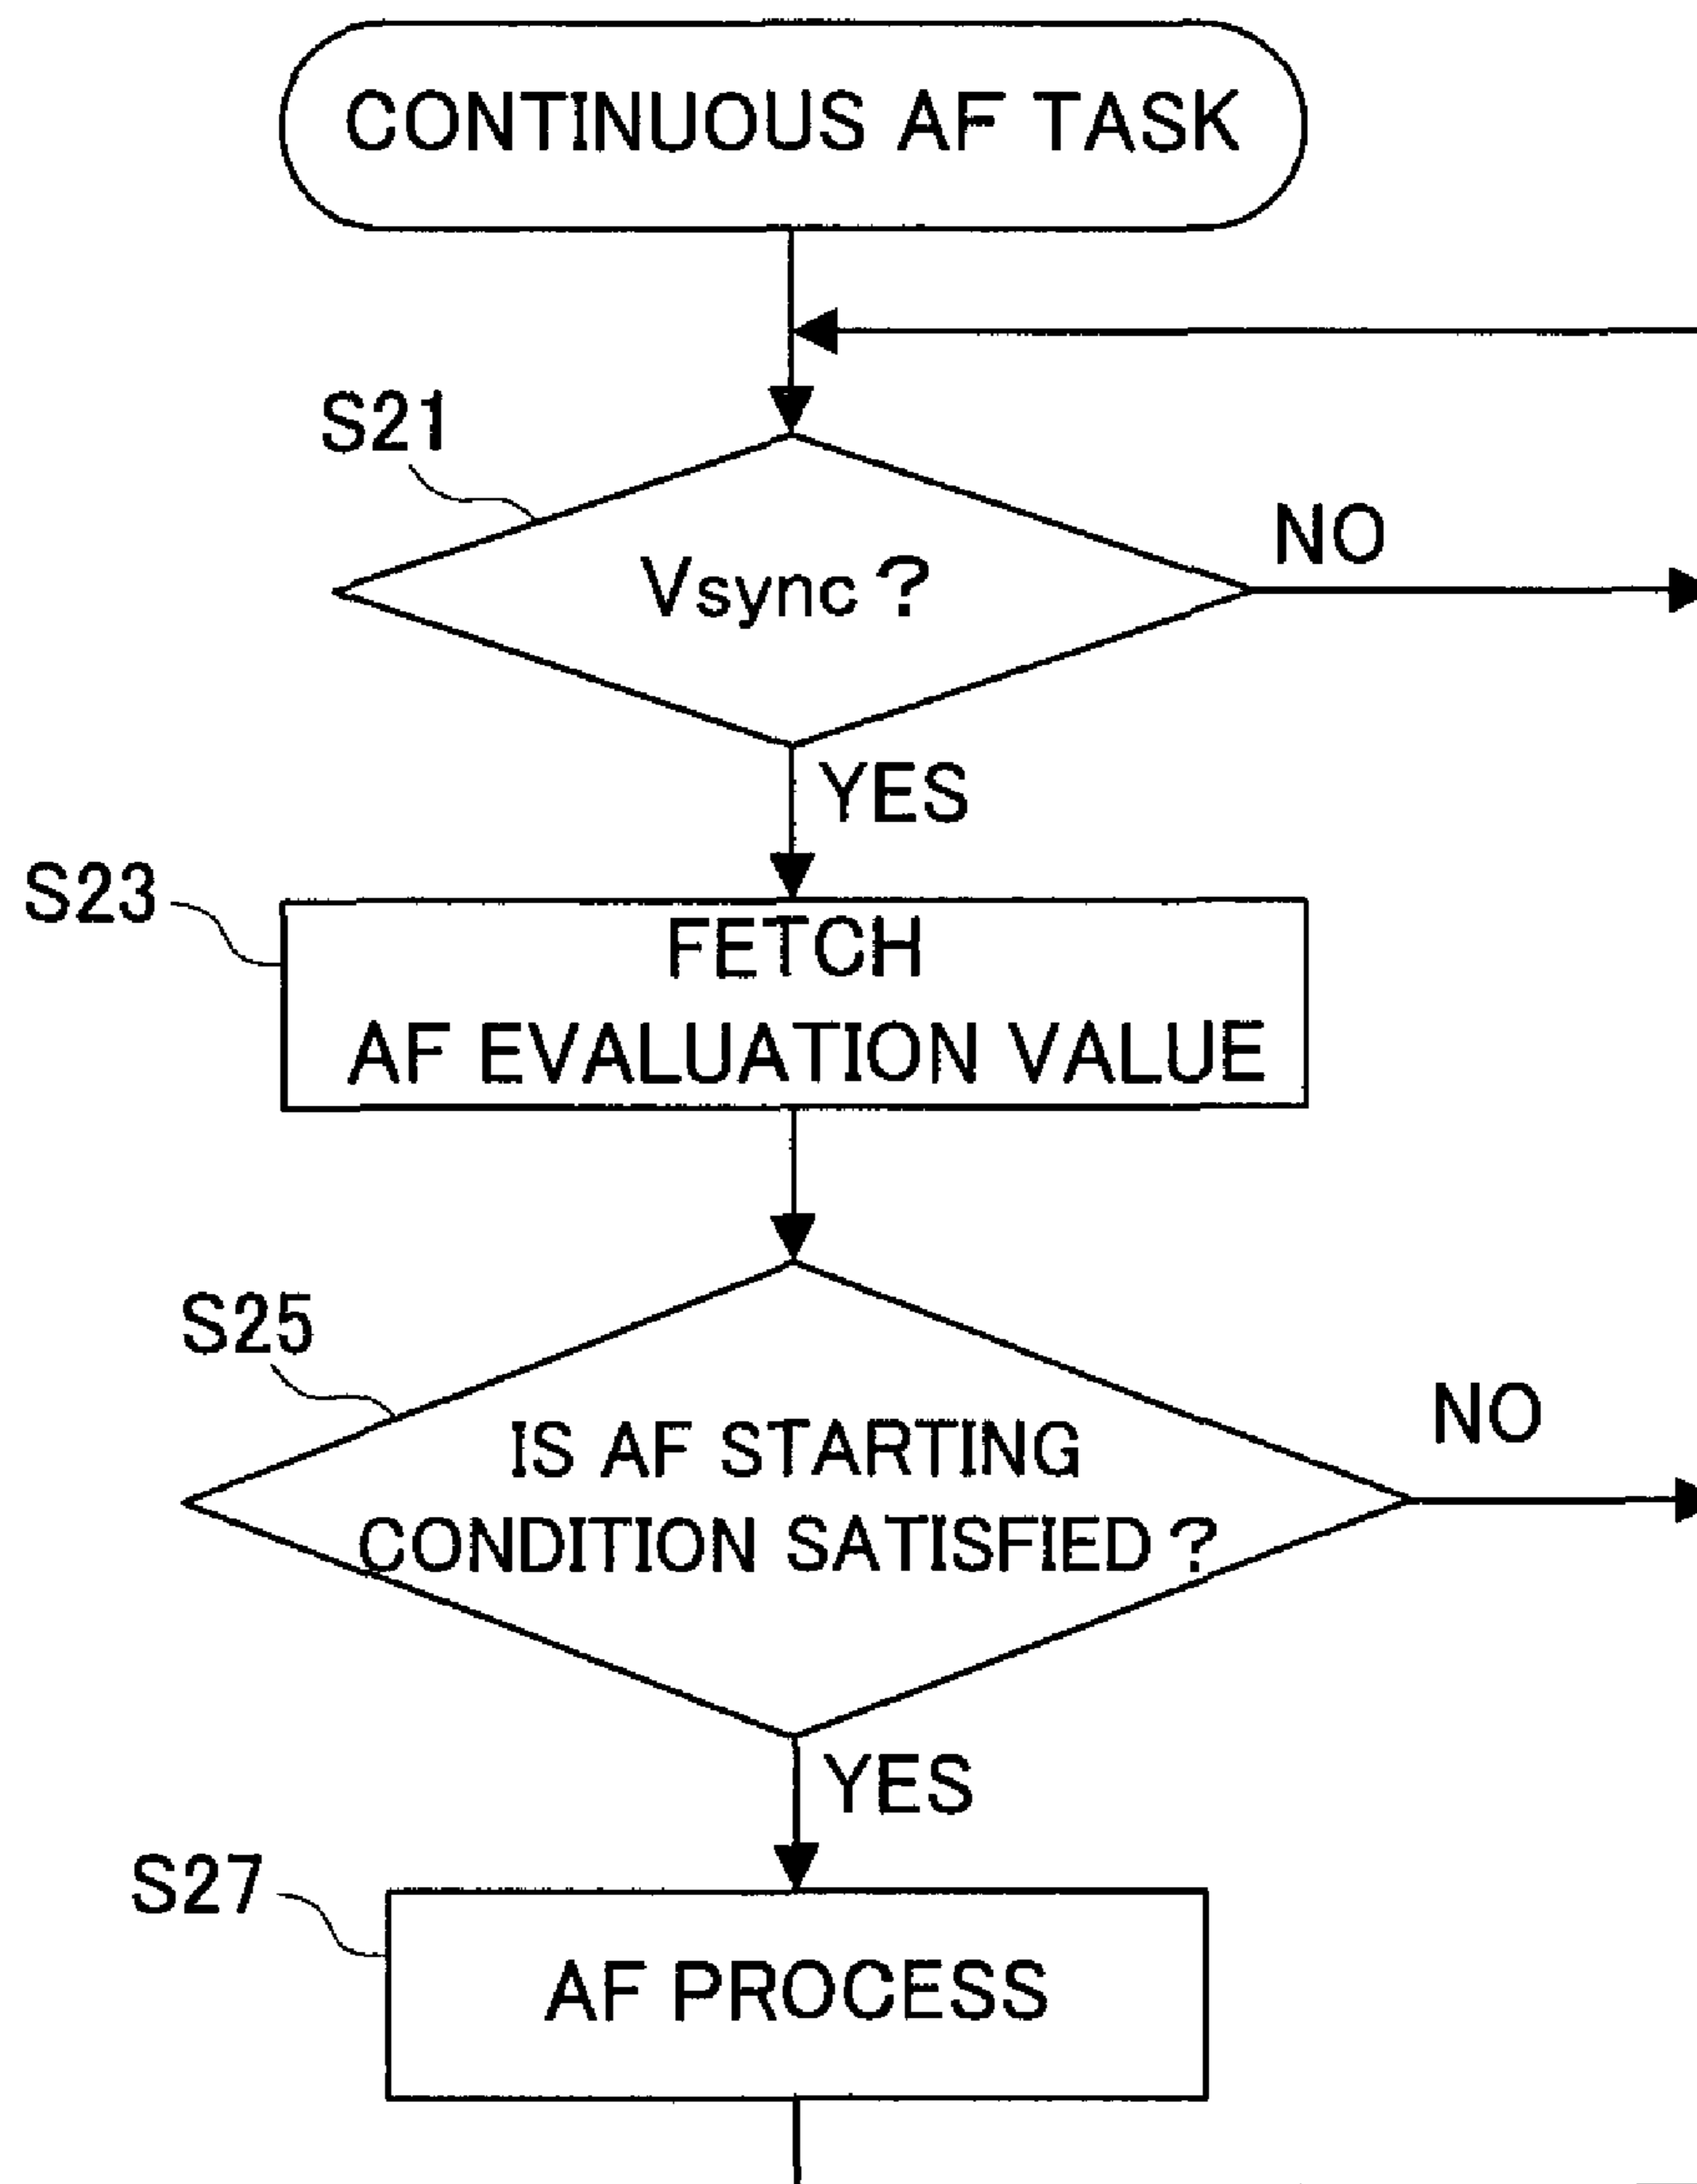 CONTINUOUS AF TASK
S21
NO
Vsync ?
YES
S23
FETCH
AF EVALUATION VALUE
S25
NO
IS AF STARTING
CONDITION SATISFIED ?
YES
S27
AF PROCESS